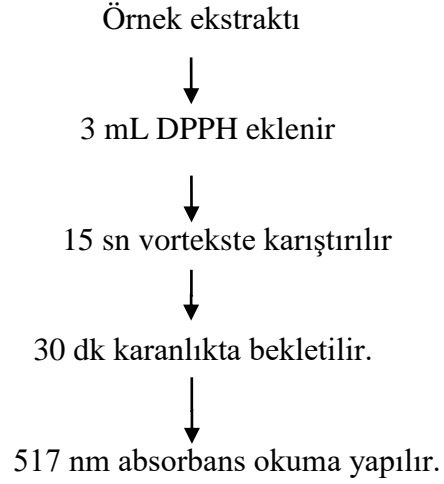 Örnek ekstraktı
3 mL DPPH eklenir
15 sn vortekste karıştırılır
30 dk karanlıkta bekletilir.
517 nm absorbans okuma yapılır.